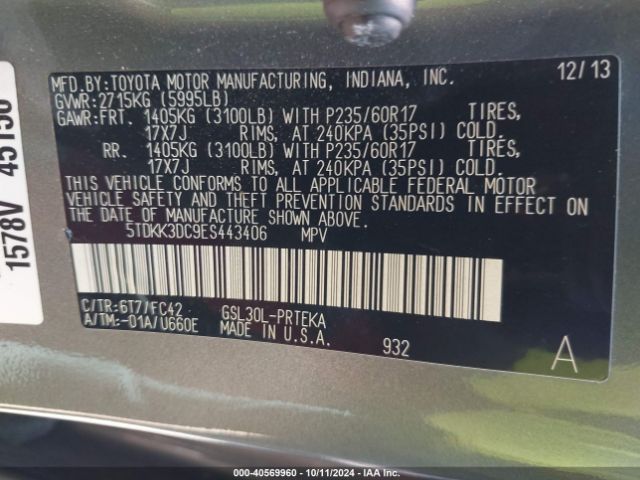 MFD.BY:TOYOTA MOTOR MANUFACTURING, INDIANA, INC. 12/13
GVWR:2715KG (5995LB)
GAWR:FRT. 1405KG (3100LB) WITH P235/60R17 TIRES,
17X7J RIMS, AT 240KPA (35PSI) COLD.
RR. 1405KG (3100LB) WITH P235/60R17 TIRES,
17X7J RIMS, AT 240KPA (35PSI) COLD.
THIS VEHICLE CONFORMS TO ALL APPLICABLE FEDERAL MOTOR
VEHICLE SAFETY AND THEFT PREVENTION STANDARDS IN EFFECT ON
THE DATE OF MANUFACTURE SHOWN ABOVE.
5TDKK3DC9ES443406 MPV
C/TR:6T7/FC42 GSL30L-PRTEKA
A/TM:-01A/U660E MADE IN U.S.A.
932 A
1578V
000-40569960 - 10/11/2024 - IAA Inc.